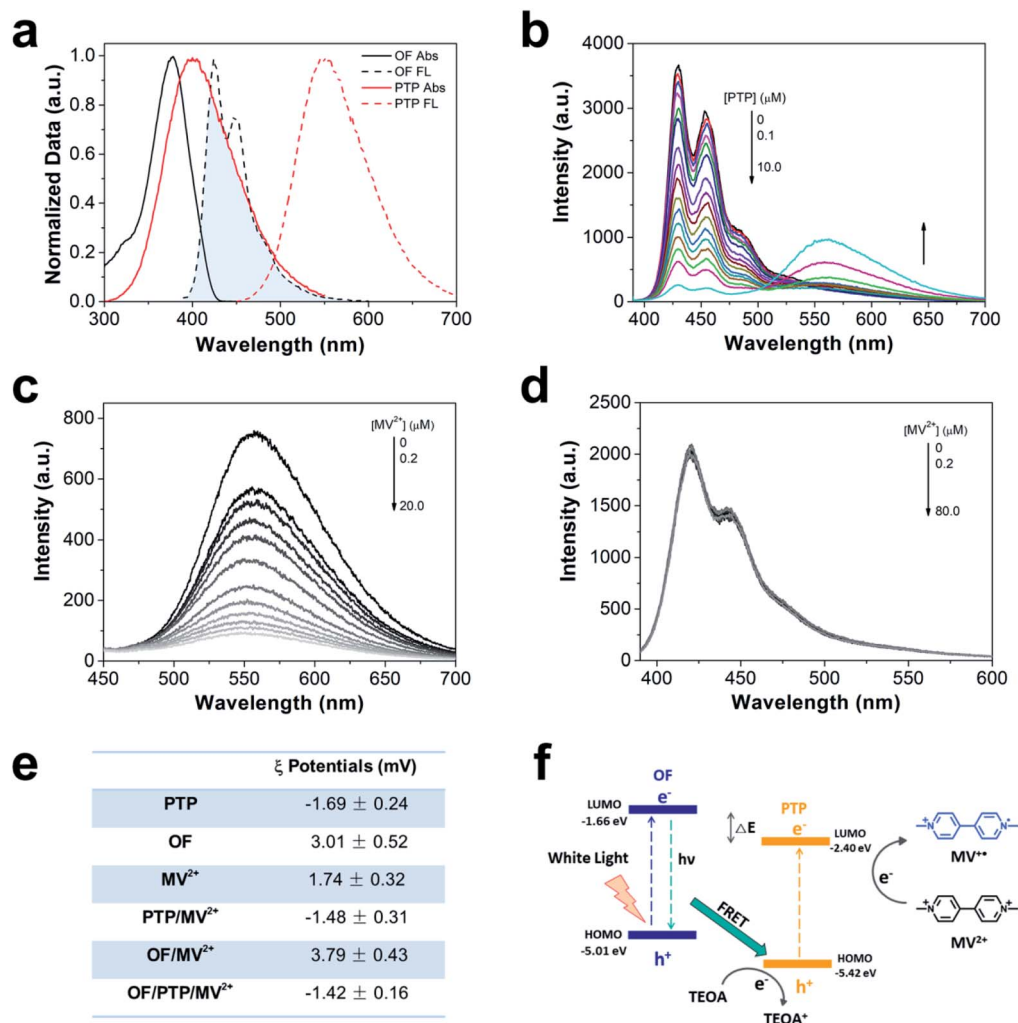 a
Normalized Data (a.u.)
1.0
0.8
0.6
0.4
0.2
0.0
OF Abs
OF FL
PTP Abs
PTP FL
300 400 500 600 700
Wavelength (nm)
b
Intensity (a.u.)
4000
3000
2000
1000
0
[PTP] (μM)
0
0.1
10.0
400 450 500 550 600 650 700
Wavelength (nm)
c
Intensity (a.u.)
800
600
400
200
0
[MV²⁺] (μM)
0
0.2
20.0
450 500 550 600 650 700
Wavelength (nm)
d
Intensity (a.u.)
2500
2000
1500
1000
500
0
[MV²⁺] (μM)
0
0.2
80.0
400 450 500 550 600
Wavelength (nm)
e
ξ Potentials (mV)
PTP -1.69 ± 0.24
OF 3.01 ± 0.52
MV²⁺ 1.74 ± 0.32
PTP/MV²⁺ -1.48 ± 0.31
OF/MV²⁺ 3.79 ± 0.43
OF/PTP/MV²⁺ -1.42 ± 0.16
f
OF
e⁻
LUMO
-1.66 eV
PTP
e⁻
ΔE
LUMO
-2.40 eV
White Light
hν
FRET
HOMO
-5.01 eV
h⁺
HOMO
-5.42 eV
h⁺
TEOA
e⁻
TEOA⁺
N⁺
N•
MV⁺•
e⁻
N⁺
N⁺
MV²⁺